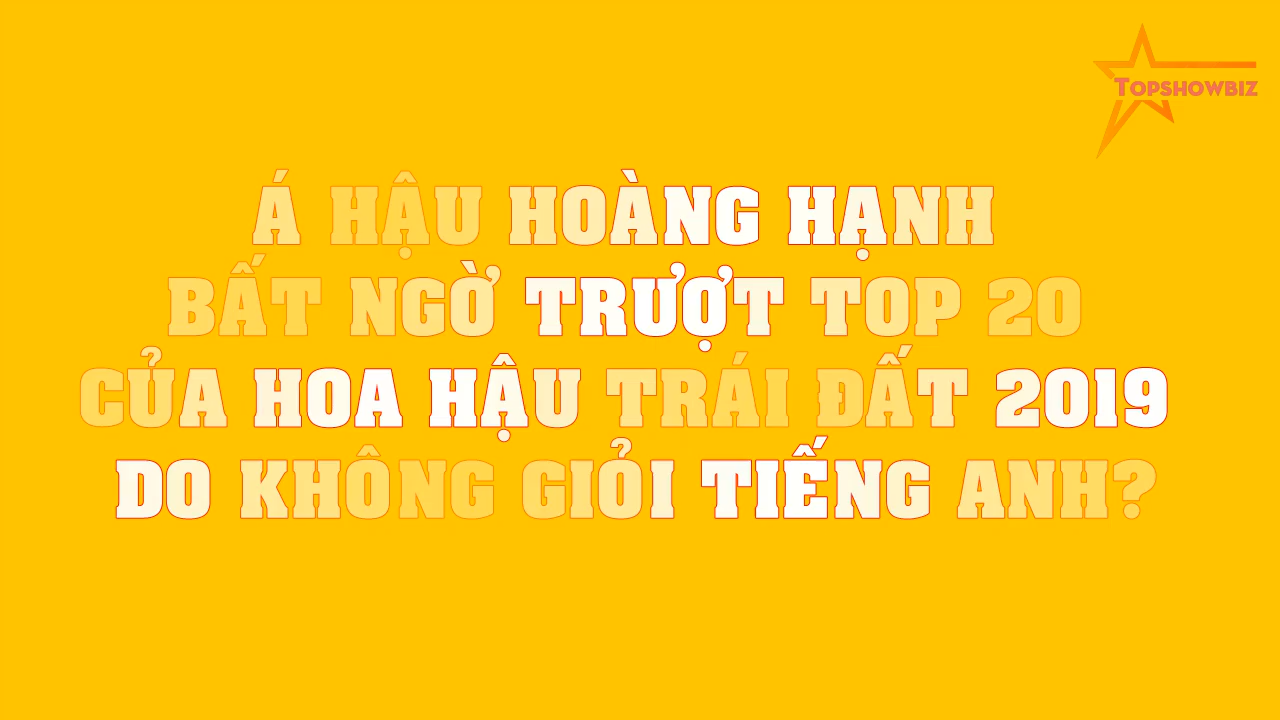 TOPSHOWBIZ
Á HẬU HOÀNG HẠNH
BẤT NGỜ TRƯỢT TOP 20
CỦA HOA HẬU TRÁI ĐẤT 2019
DO KHÔNG GIỎI TIẾNG ANH?